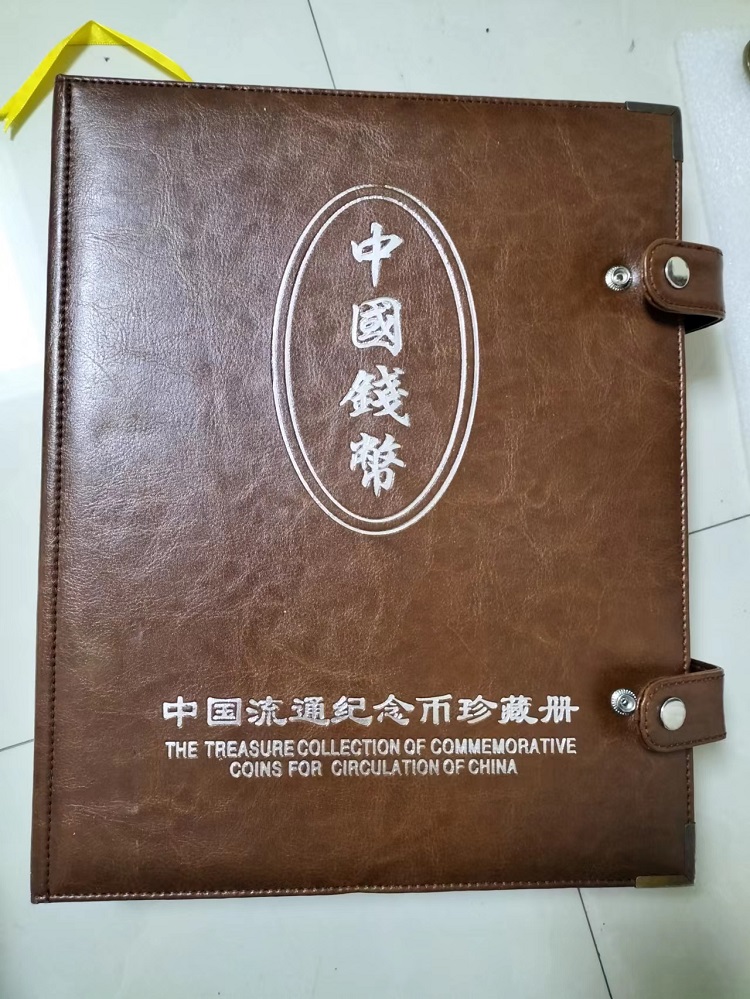 中國錢幣
中国流通纪念币珍藏册
THE TREASURE COLLECTION OF COMMEMORATIVE
COINS FOR CIRCULATION OF CHINA